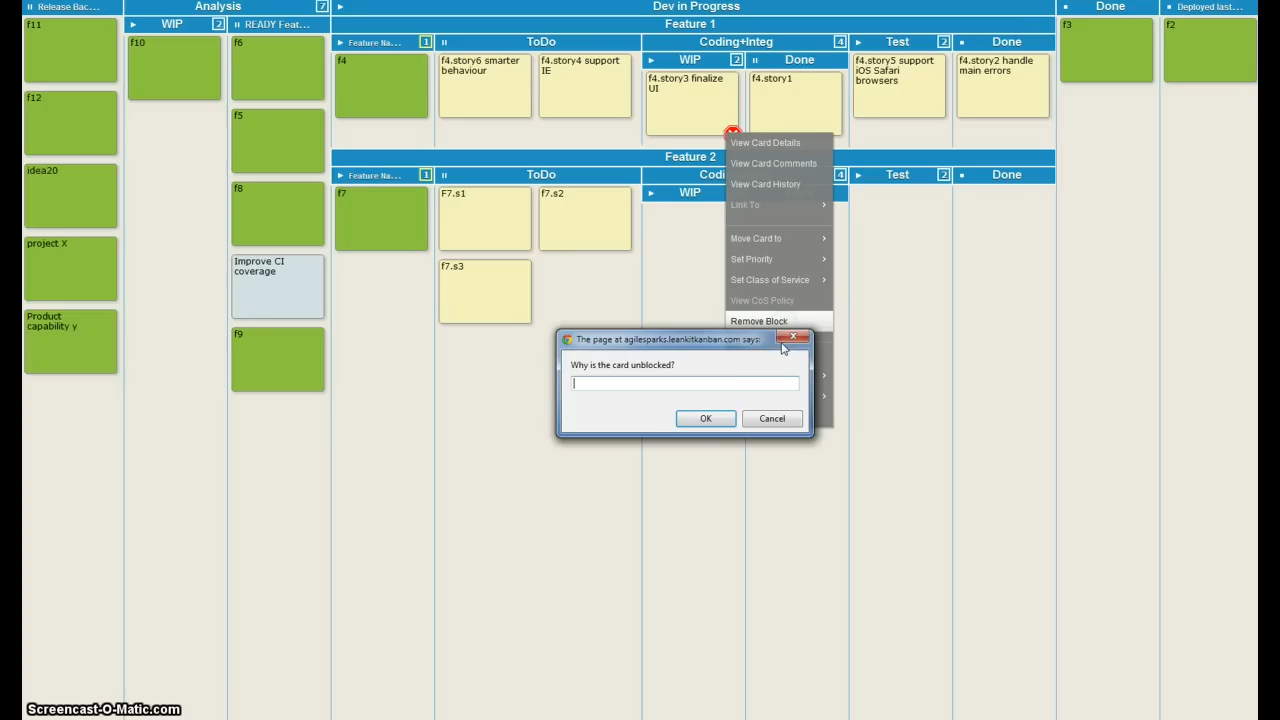 Release Bac...
Analysis
7
Dev in Progress
Done
Deployed last...
WIP
2
READY Feat...
Feature 1
f11
f12
idea20
project X
Product
capability y
f10
f6
f5
f8
Improve CI
coverage
f9
Feature Na...
1
ToDo
Coding+Integ
4
Test
2
Done
WIP
2
Done
f4
f4.story6 smarter
behaviour
f4.story4 support
IE
f4.story3 finalize
UI
f4.story1
f4.story5 support
iOS Safari
browsers
f4.story2 handle
main errors
f3
f2
Feature 2
Feature Na...
1
ToDo
Codi
4
Test
2
Done
WIP
f7
F7.s1
f7.s2
f7.s3
View Card Details
View Card Comments
View Card History
Link To
Move Card to
Set Priority
Set Class of Service
View CoS Policy
Remove Block
The page at agilesparks.leankitkanban.com says:
Why is the card unblocked?
OK
Cancel
Screencast-O-Matic.com